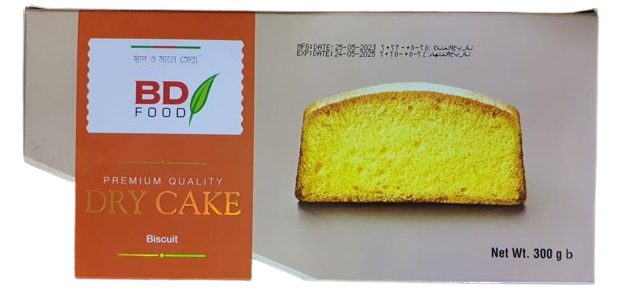 স্বাদ ও মানে সেরা
BD
FOOD
PREMIUM QUALITY
DRY CAKE
Biscuit
MFG:DATE: 25-05-2023
EXP:DATE: 24-05-2025
Net Wt. 300 g b